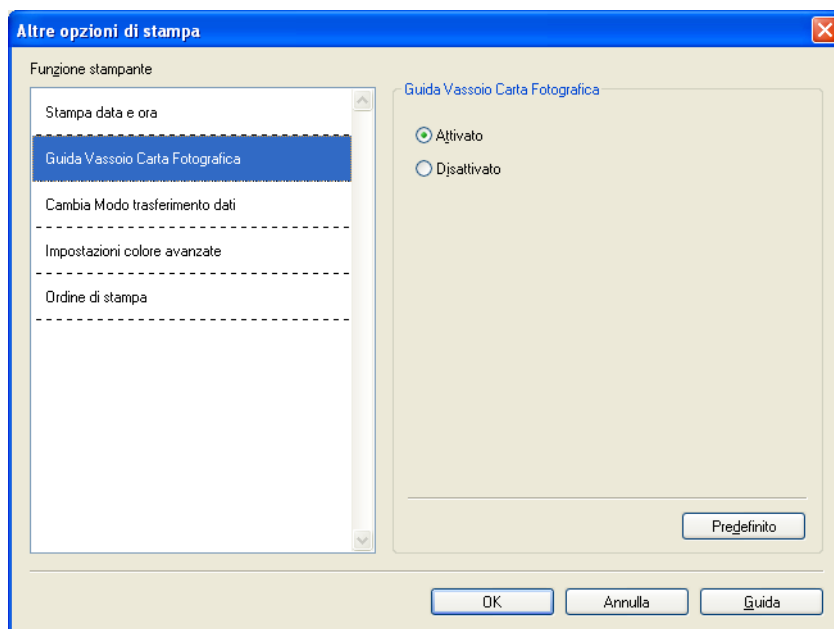 Altre opzioni di stampa
Funzione stampante
Stampa data e ora
Guida Vassoio Carta Fotografica
Cambia Modo trasferimento dati
Impostazioni colore avanzate
Ordine di stampa
Guida Vassoio Carta Fotografica
Attivato
Disattivato
Predefinito
OK
Annulla
Guida